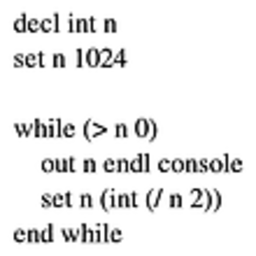 decl int n
set n 1024
while (> n 0)
out n endl console
set n (int (/ n 2))
end while